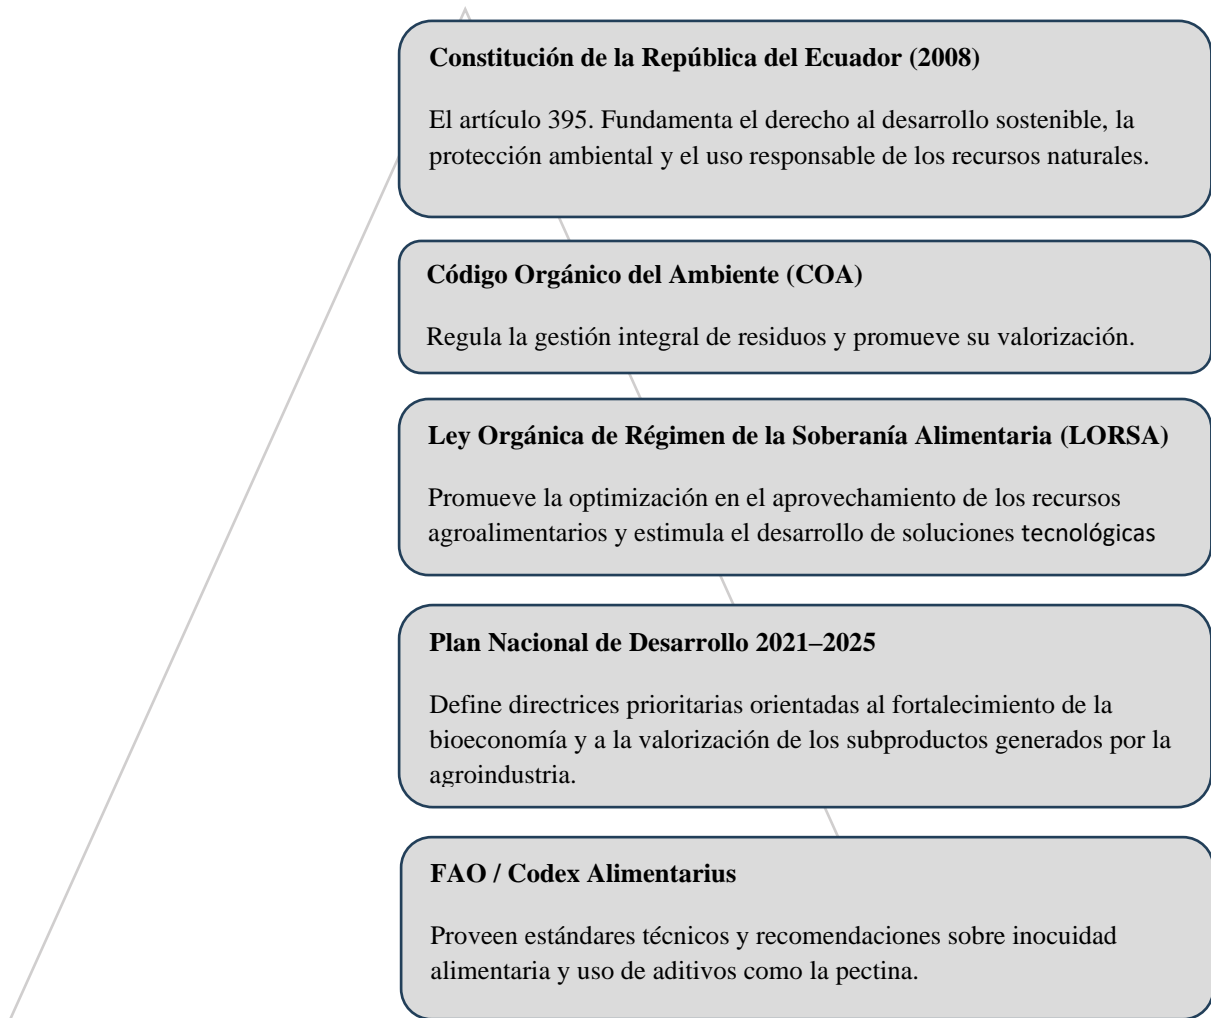 Constitución de la República del Ecuador (2008)
El artículo 395. Fundamenta el derecho al desarrollo sostenible, la
protección ambiental y el uso responsable de los recursos naturales.
Código Orgánico del Ambiente (COA)
Regula la gestión integral de residuos y promueve su valorización.
Ley Orgánica de Régimen de la Soberanía Alimentaria (LORSA)
Promueve la optimización en el aprovechamiento de los recursos
agroalimentarios y estimula el desarrollo de soluciones tecnológicas
Plan Nacional de Desarrollo 2021–2025
Define directrices prioritarias orientadas al fortalecimiento de la
bioeconomía y a la valorización de los subproductos generados por la
agroindustria.
FAO / Codex Alimentarius
Proveen estándares técnicos y recomendaciones sobre inocuidad
alimentaria y uso de aditivos como la pectina.